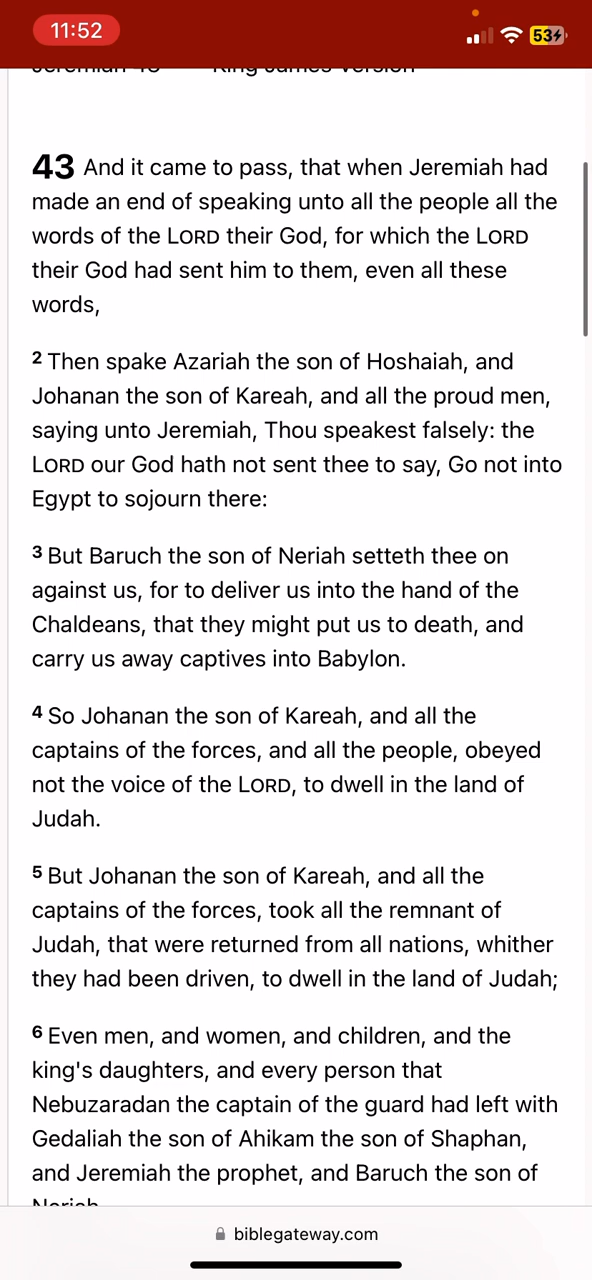 11:52
53
Jeremiah 43 King James Version
43 And it came to pass, that when Jeremiah had
made an end of speaking unto all the people all the
words of the LORD their God, for which the LORD
their God had sent him to them, even all these
words,
2 Then spake Azariah the son of Hoshaiah, and
Johanan the son of Kareah, and all the proud men,
saying unto Jeremiah, Thou speakest falsely: the
LORD our God hath not sent thee to say, Go not into
Egypt to sojourn there:
3 But Baruch the son of Neriah setteth thee on
against us, for to deliver us into the hand of the
Chaldeans, that they might put us to death, and
carry us away captives into Babylon.
4 So Johanan the son of Kareah, and all the
captains of the forces, and all the people, obeyed
not the voice of the LORD, to dwell in the land of
Judah.
5 But Johanan the son of Kareah, and all the
captains of the forces, took all the remnant of
Judah, that were returned from all nations, whither
they had been driven, to dwell in the land of Judah;
6 Even men, and women, and children, and the
king's daughters, and every person that
Nebuzaradan the captain of the guard had left with
Gedaliah the son of Ahikam the son of Shaphan,
and Jeremiah the prophet, and Baruch the son of
Neriah
biblegateway.com